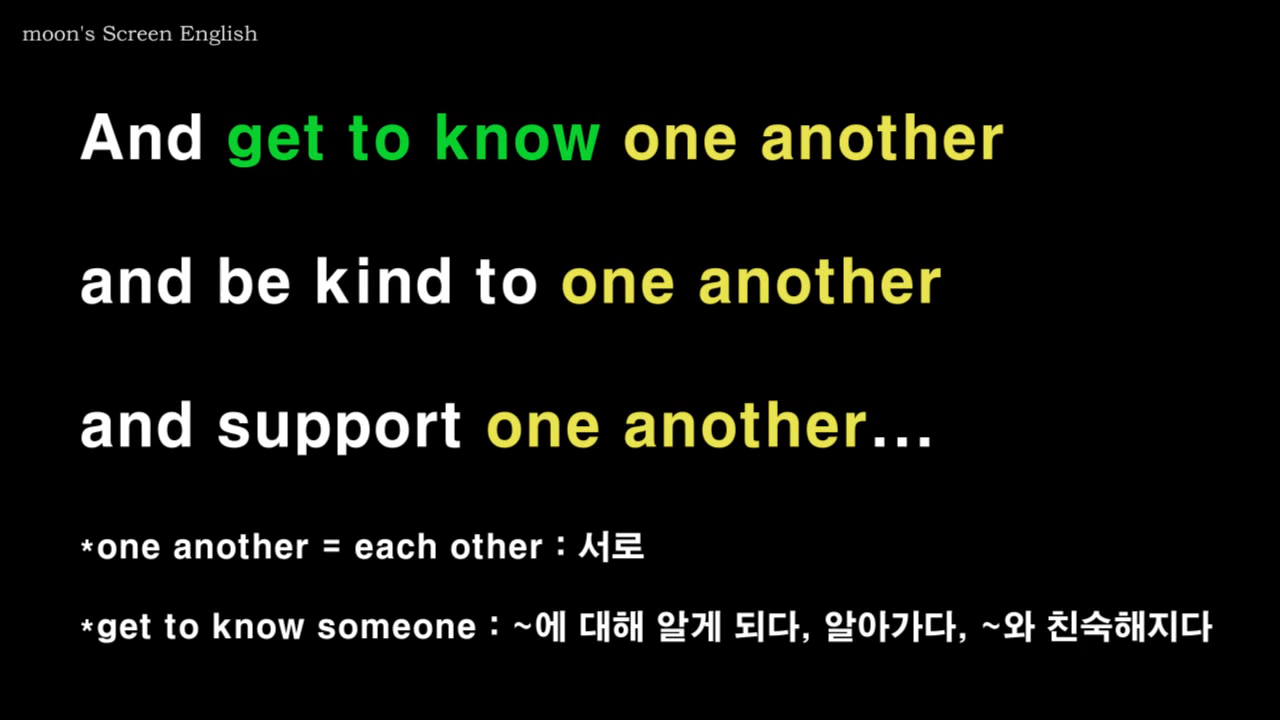 moon's Screen English
And get to know one another
and be kind to one another
and support one another...
*one another = each other : 서로
*get to know someone : ~에 대해 알게 되다, 알아가다, ~와 친숙해지다